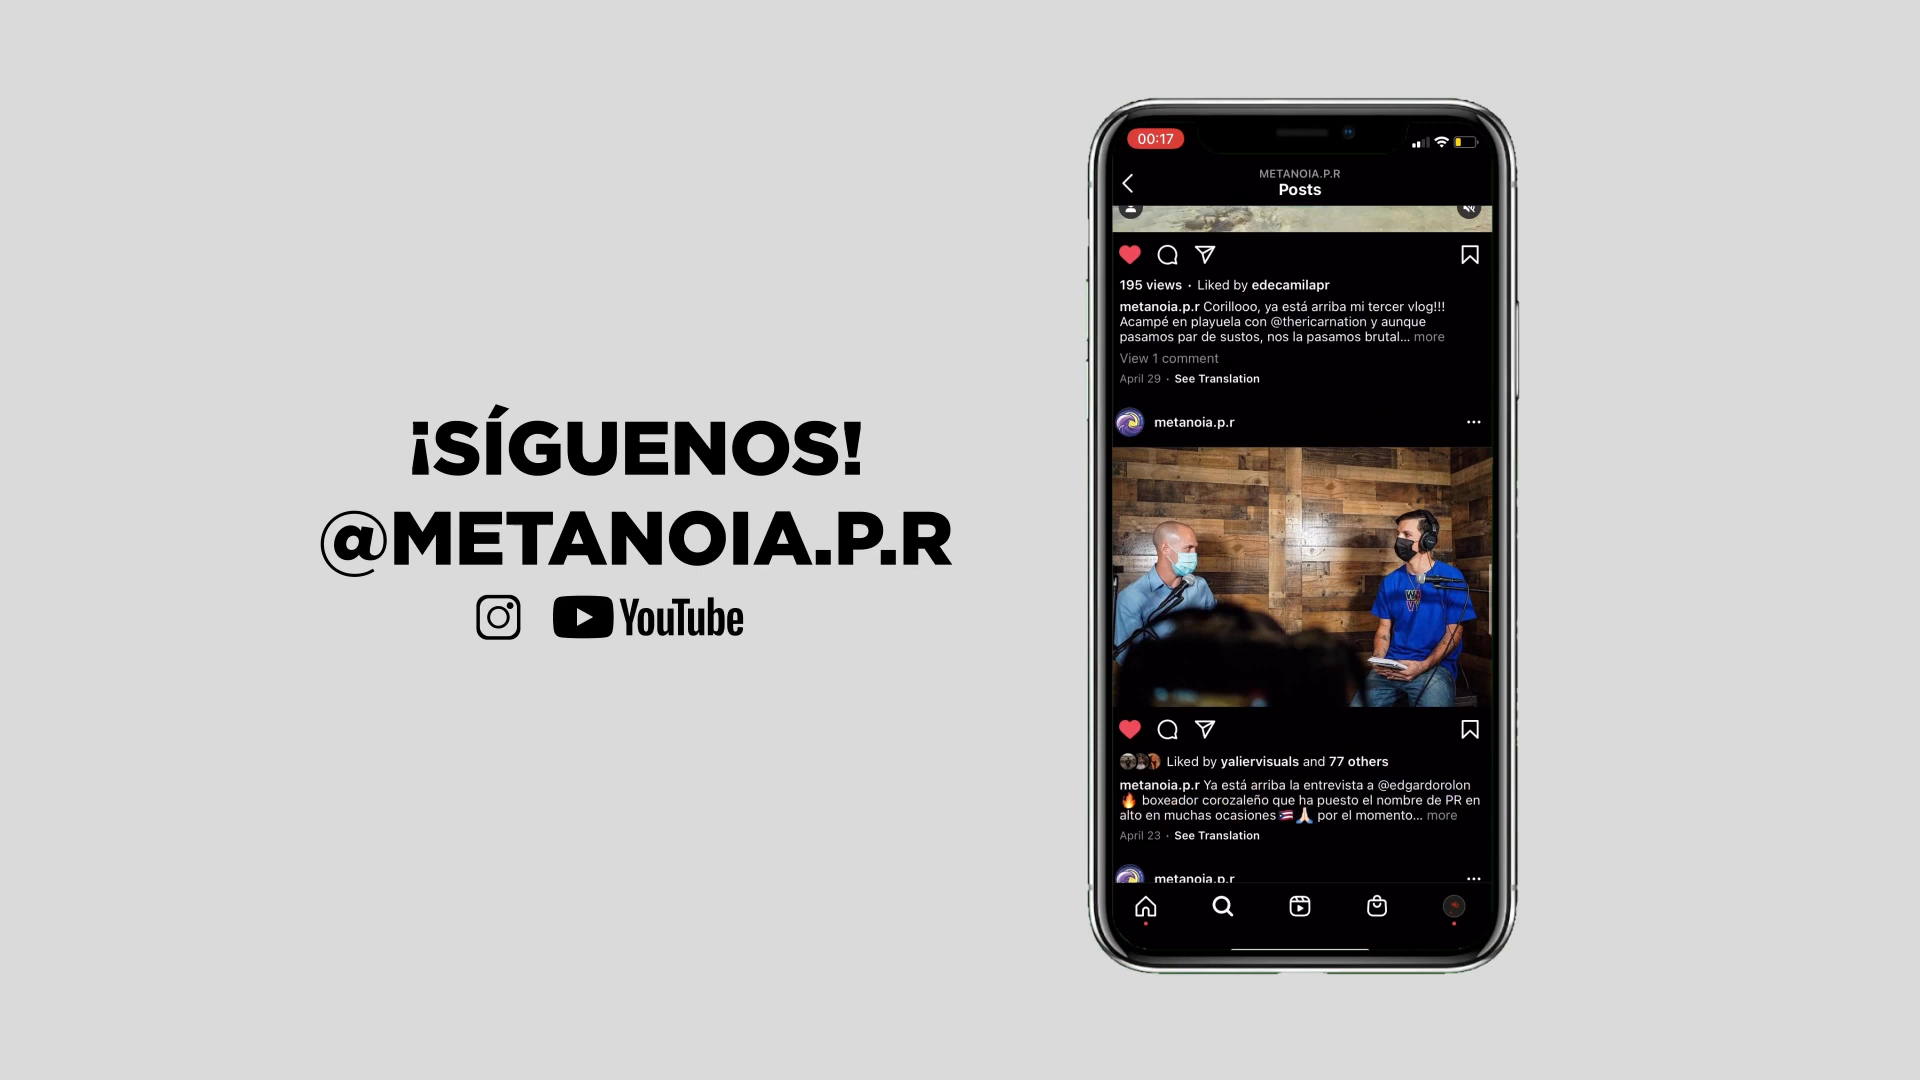 ¡SÍGUENOS!
@METANOIA.P.R
YouTube
00:17
METANOIA.P.R
Posts
195 views · Liked by edecamilapr
metanoia.p.r Corillooo, ya está arriba mi tercer vlog!!!
Acampé en playuela con @thericarnation y aunque
pasamos par de sustos, nos la pasamos brutal... more
View 1 comment
April 29 · See Translation
metanoia.p.r
Liked by yaliervisuals and 77 others
metanoia.p.r Ya está arriba la entrevista a @edgardorolon
🔥 boxeador corozaleño que ha puesto el nombre de PR en
alto en muchas ocasiones 🇵🇷🙏🏻 por el momento... more
April 23 · See Translation
metanoia.p.r